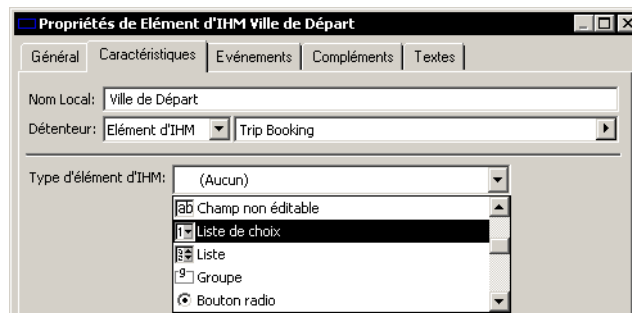 Propriétés de Elément d'IHM Ville de Départ
Général Caractéristiques Evénements Compléments Textes
Nom Local: Ville de Départ
Détenteur: Elément d'IHM Trip Booking
Type d'élément d'IHM: (Aucun)
Champ non éditable
Liste de choix
Liste
Groupe
Bouton radio